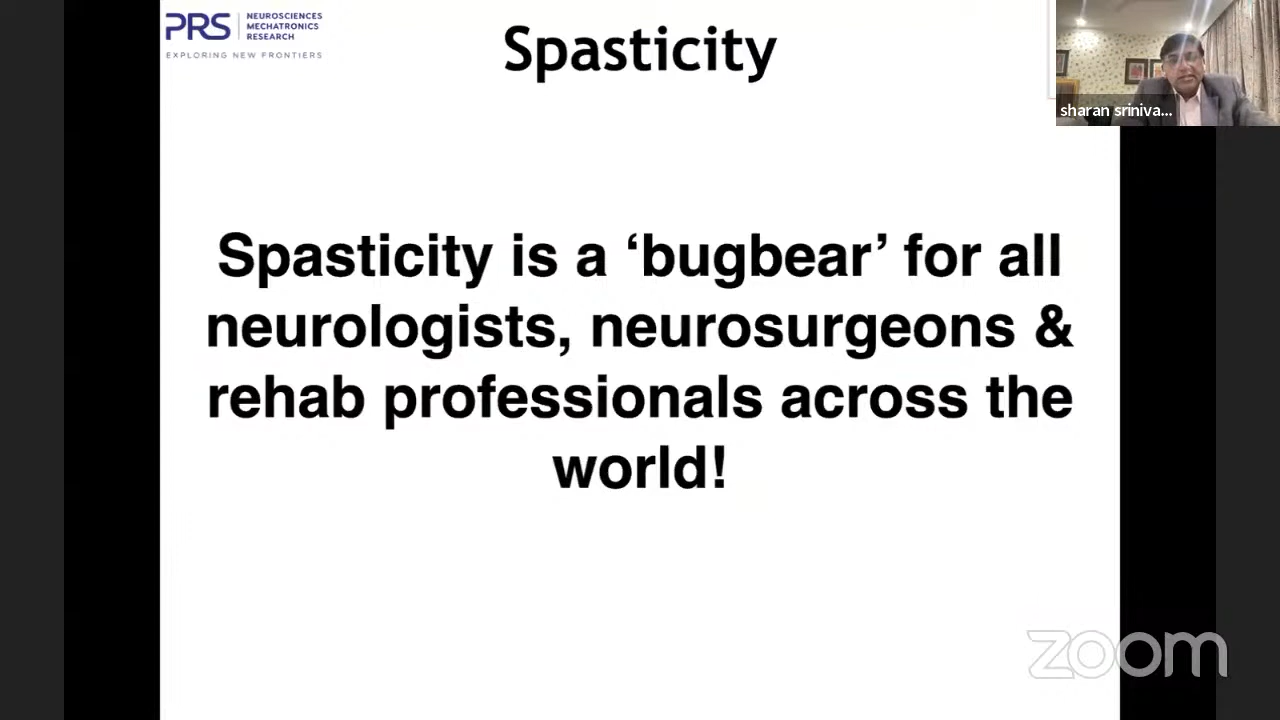 PRS
NEUROSCIENCES
MECHATRONICS
RESEARCH
EXPLORING NEW FRONTIERS
Spasticity
sharan sriniva...
Spasticity is a ‘bugbear’ for all
neurologists, neurosurgeons &
rehab professionals across the
world!
zoom